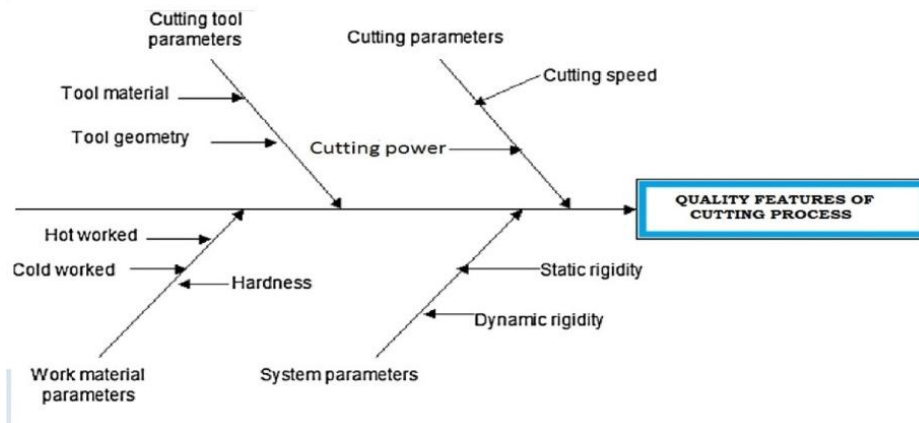 Cutting tool
parameters
Cutting parameters
Tool material
Cutting speed
Tool geometry
Cutting power
QUALITY FEATURES OF
CUTTING PROCESS
Hot worked
Cold worked
Hardness
Static rigidity
Dynamic rigidity
Work material
parameters
System parameters